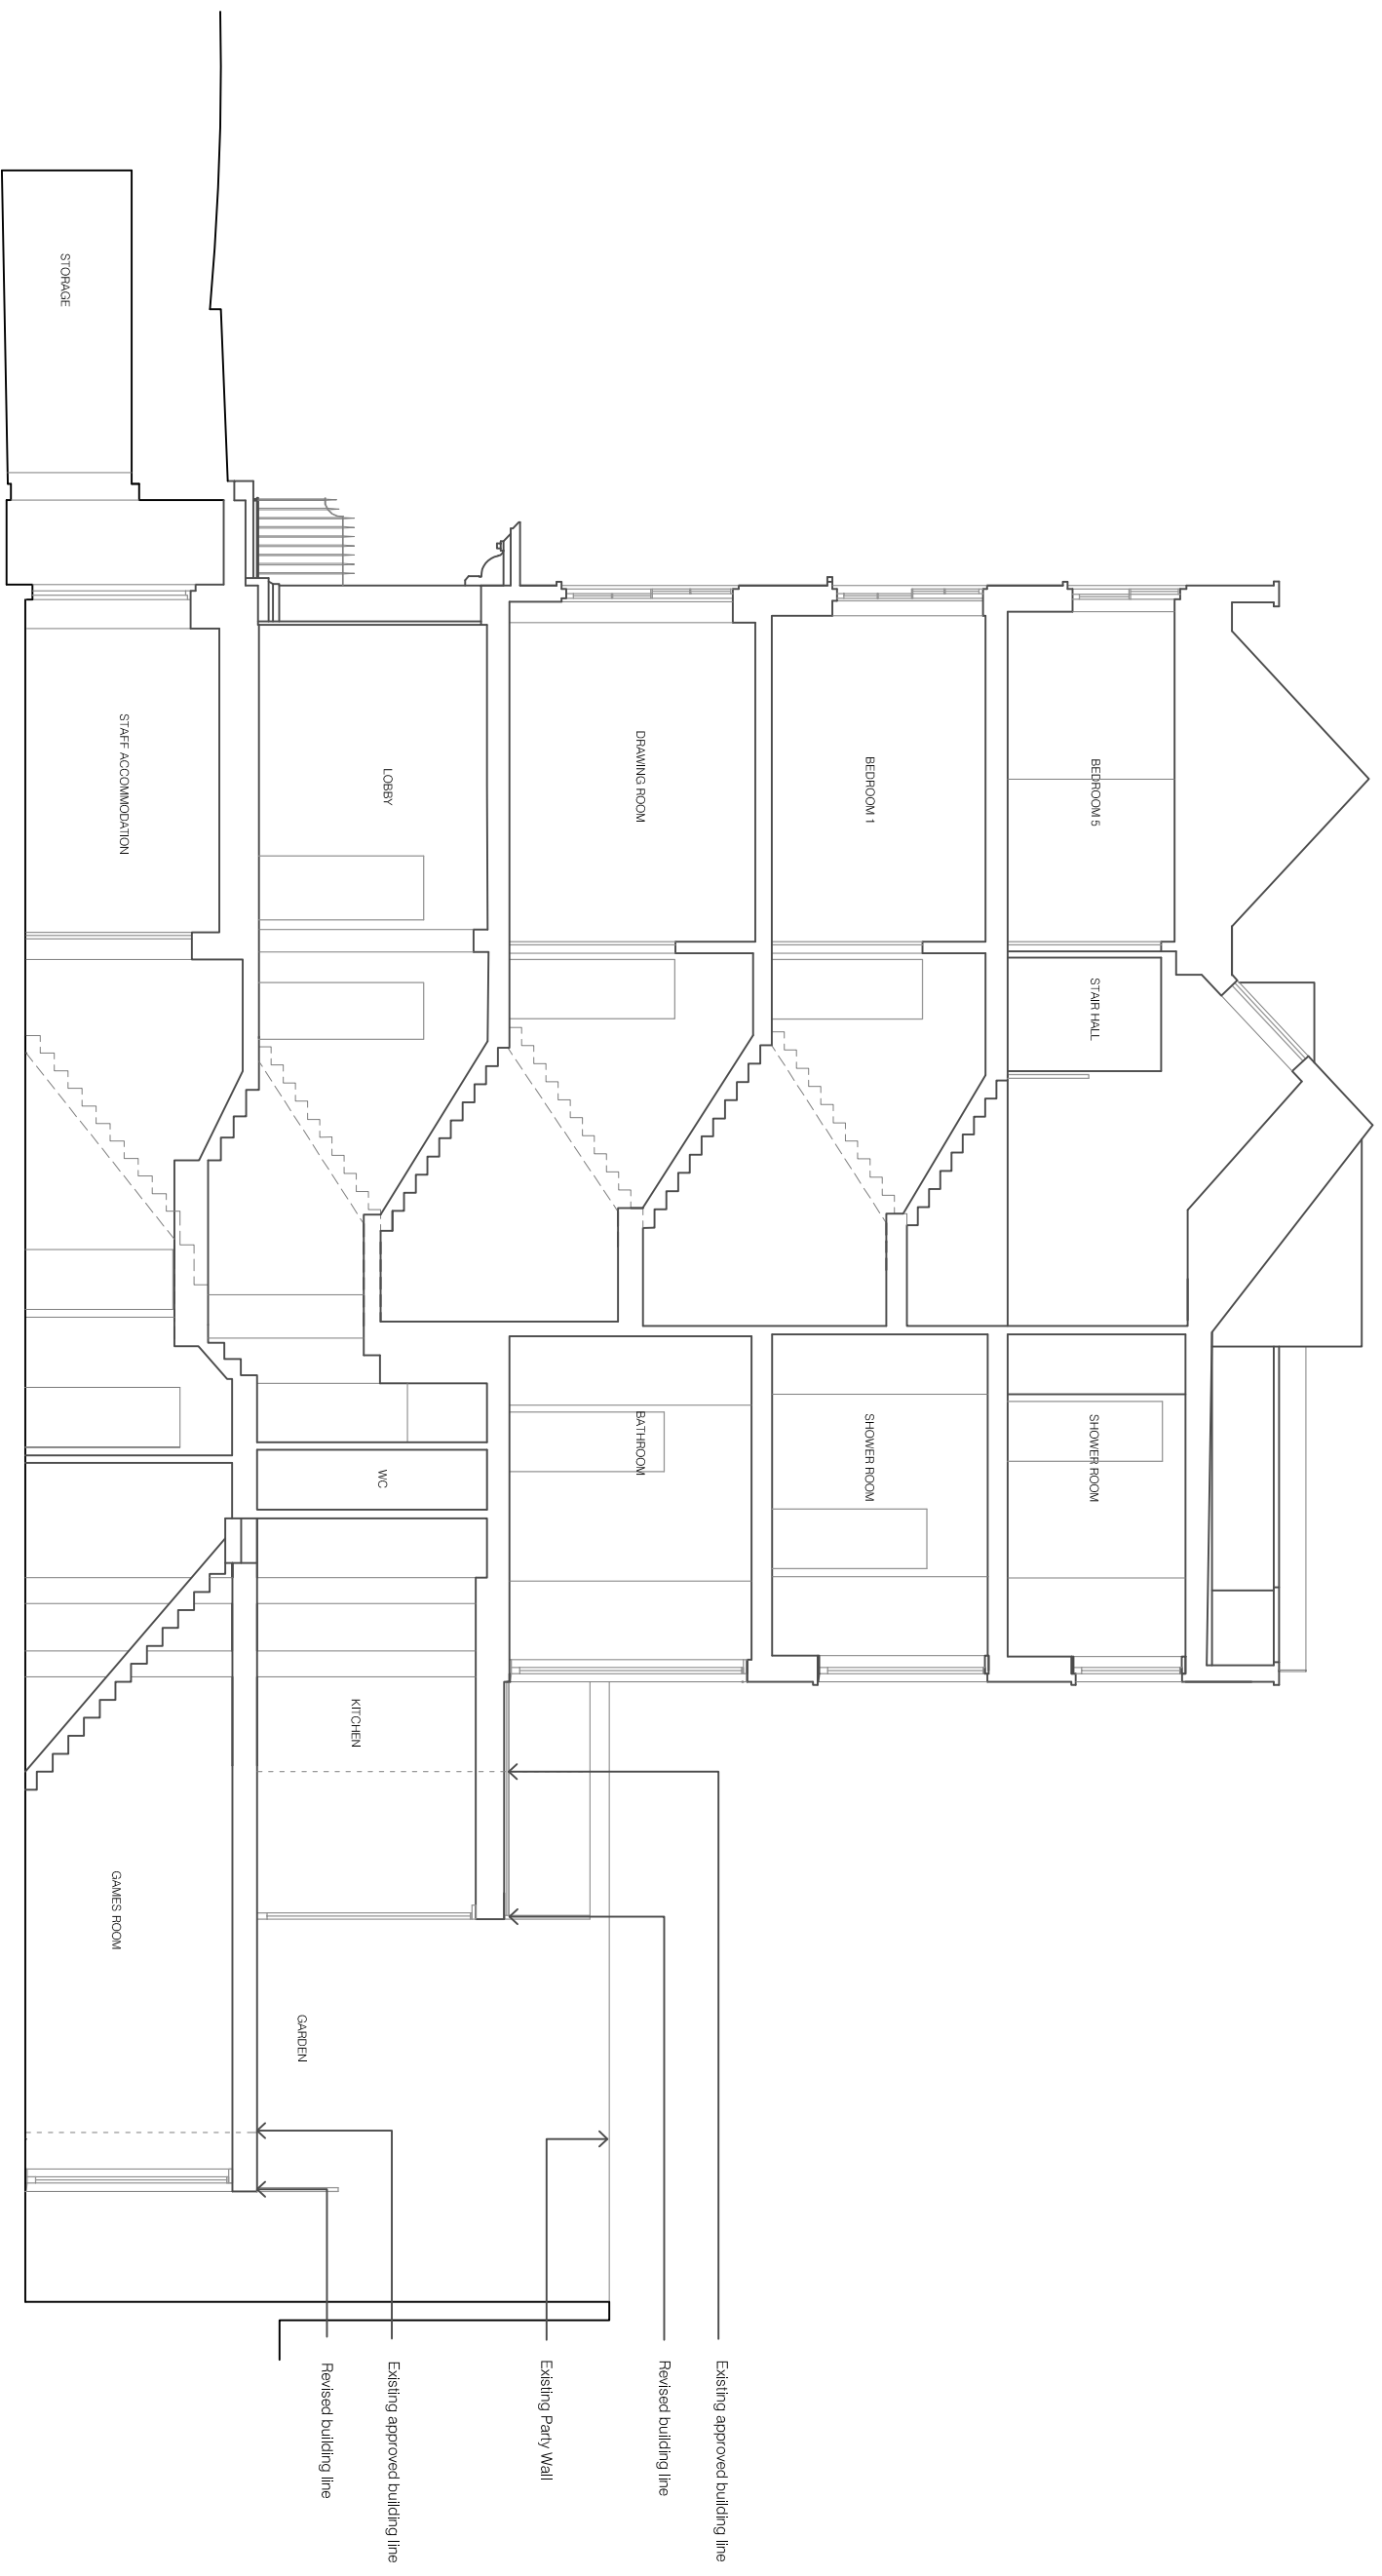 BEDROOM 5
STAIR HALL
SHOWER ROOM
BEDROOM 1
SHOWER ROOM
DRAWING ROOM
BATHROOM
LOBBY
WC
KITCHEN
GARDEN
STAFF ACCOMMODATION
GAMES ROOM
STORAGE
Existing approved building line
Revised building line
Existing Party Wall
Existing approved building line
Revised building line